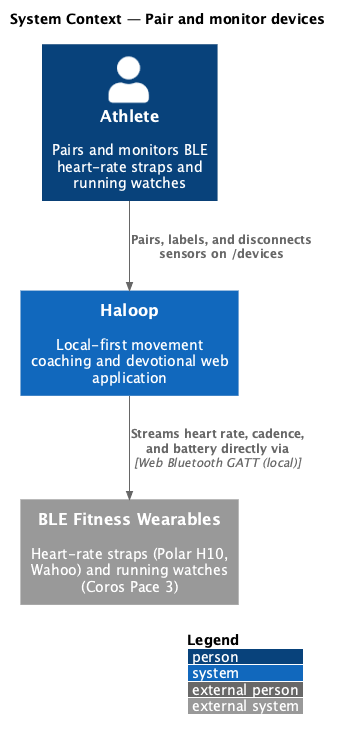 System Context — Pair and monitor devices
Athlete
Pairs and monitors BLE
heart-rate straps and
running watches
Pairs, labels, and disconnects
sensors on /devices
Haloop
Local-first movement
coaching and devotional web
application
Streams heart rate, cadence,
and battery directly via
[Web Bluetooth GATT (local)]
BLE Fitness Wearables
Heart-rate straps (Polar H10,
Wahoo) and running watches
(Coros Pace 3)
Legend
person
system
external person
external system